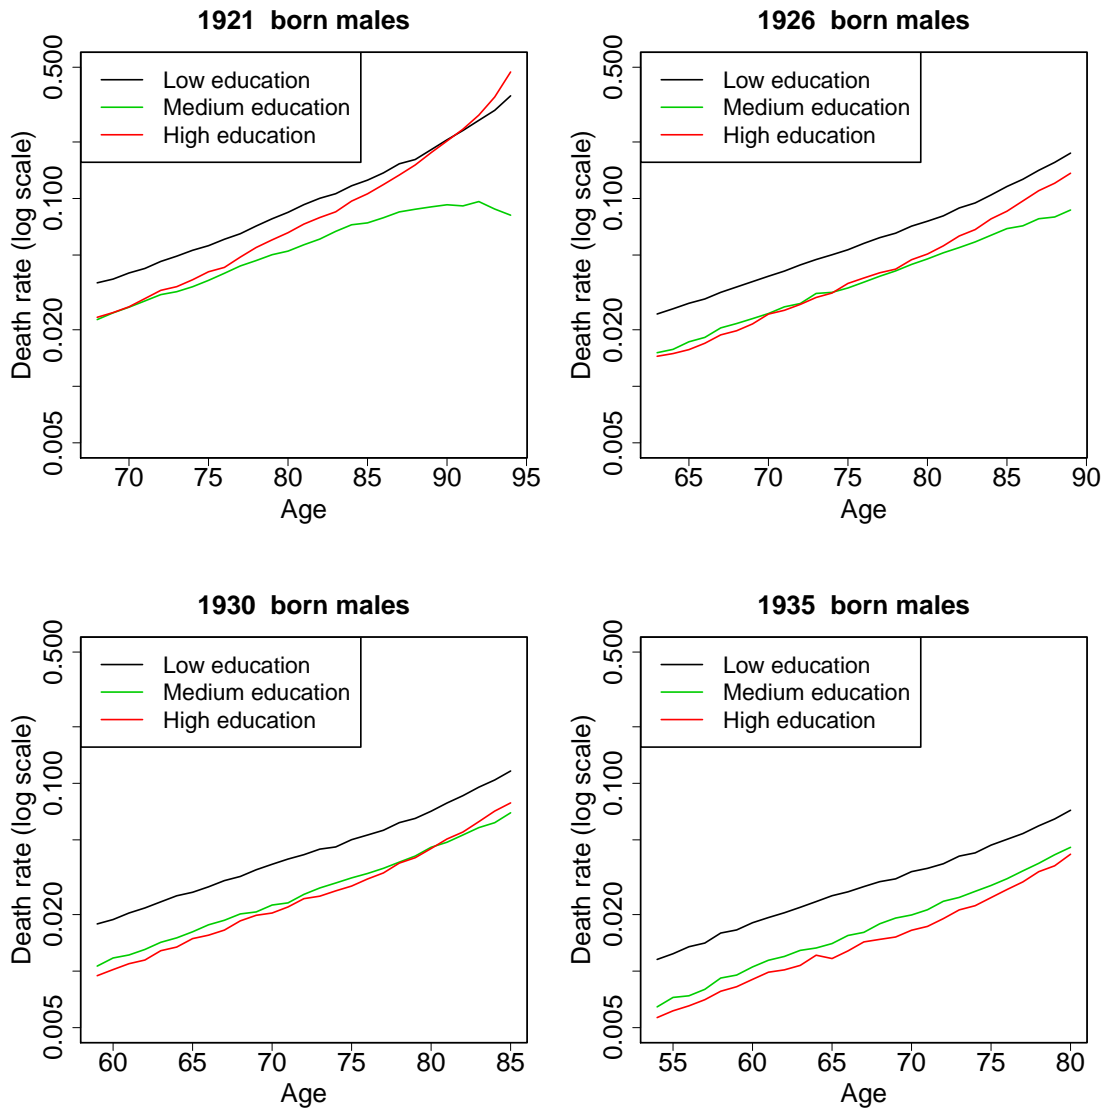 1921  born males
Death rate (log scale)
0.500
0.100
0.020
0.005
Low education
Medium education
High education
70 75 80 85 90 95
Age
1926  born males
Death rate (log scale)
0.500
0.100
0.020
0.005
Low education
Medium education
High education
65 70 75 80 85 90
Age
1930  born males
Death rate (log scale)
0.500
0.100
0.020
0.005
Low education
Medium education
High education
60 65 70 75 80 85
Age
1935  born males
Death rate (log scale)
0.500
0.100
0.020
0.005
Low education
Medium education
High education
55 60 65 70 75 80
Age